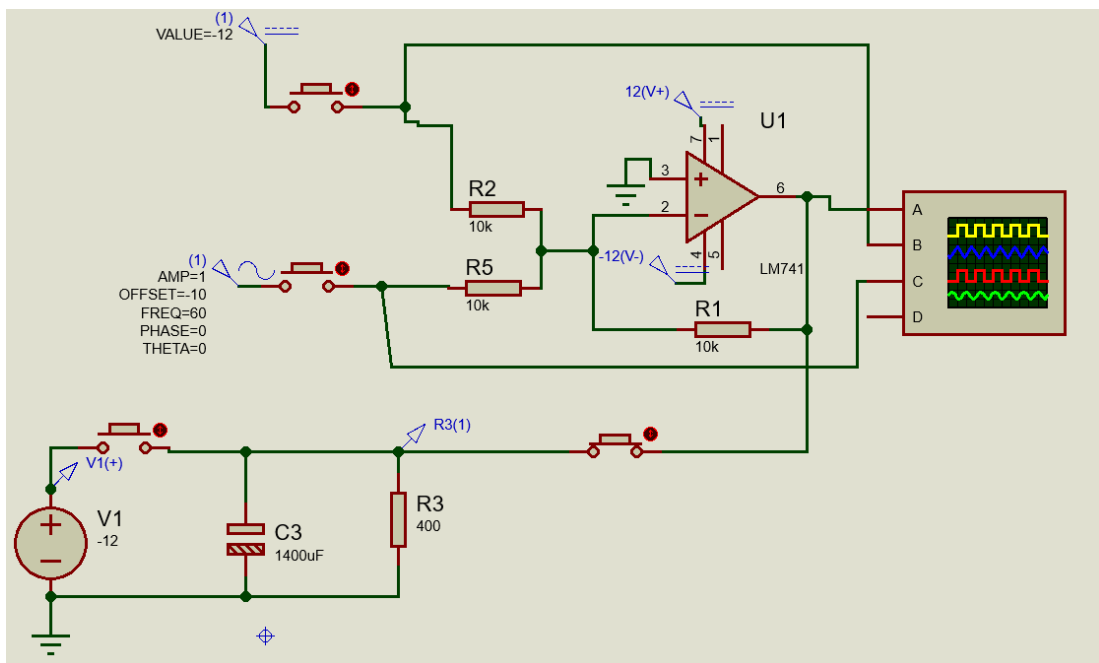 (1)
VALUE=-12
12(V+)
U1
7
1
3
6
2
4
5
-12(V-)
LM741
R2
10k
(1)
AMP=1
OFFSET=-10
FREQ=60
PHASE=0
THETA=0
R5
10k
R1
10k
A
B
C
D
R3(1)
V1(+)
V1
-12
C3
1400uF
R3
400